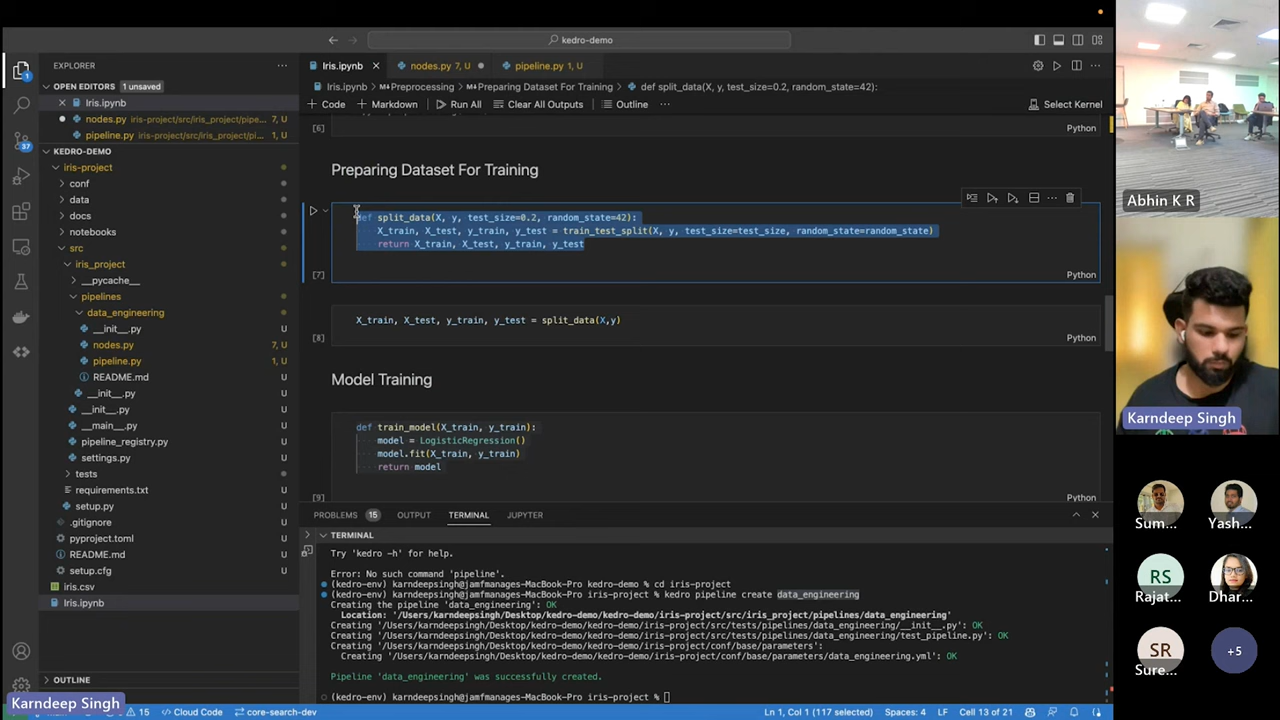 kedro-demo
EXPLORER
OPEN EDITORS 1 unsaved
Iris.ipynb
nodes.py iris-project/src/iris_project/pipe... 7, U
pipeline.py iris-project/src/iris_project/pi... 1, U
KEDRO-DEMO
iris-project
conf
data
docs
notebooks
src
iris_project
__pycache__
pipelines
data_engineering
__init__.py U
nodes.py 7, U
pipeline.py 1, U
README.md U
__init__.py U
__init__.py U
__main__.py U
pipeline_registry.py U
settings.py U
tests
requirements.txt U
setup.py U
.gitignore U
pyproject.toml U
README.md U
setup.cfg U
iris.csv U
Iris.ipynb U
OUTLINE
Iris.ipynb
nodes.py 7, U
pipeline.py 1, U
Iris.ipynb > Preprocessing > Preparing Dataset For Training > def split_data(X, y, test_size=0.2, random_state=42):
+ Code + Markdown Run All Clear All Outputs Outline ... Select Kernel
[6] Python
Preparing Dataset For Training
def split_data(X, y, test_size=0.2, random_state=42):
X_train, X_test, y_train, y_test = train_test_split(X, y, test_size=test_size, random_state=random_state)
return X_train, X_test, y_train, y_test
[7] Python
X_train, X_test, y_train, y_test = split_data(X,y)
[8] Python
Model Training
def train_model(X_train, y_train):
model = LogisticRegression()
model.fit(X_train, y_train)
return model
[9] Python
PROBLEMS 15 OUTPUT TERMINAL JUPYTER
TERMINAL
Try 'kedro -h' for help.
Error: No such command 'pipeline'.
(kedro-env) karndeepsingh@jamfmanages-MacBook-Pro kedro-demo % cd iris-project
(kedro-env) karndeepsingh@jamfmanages-MacBook-Pro iris-project % kedro pipeline create data_engineering
Creating the pipeline 'data_engineering': OK
Location: '/Users/karndeepsingh/Desktop/kedro-demo/iris-project/src/iris_project/pipelines/data_engineering'
Creating '/Users/karndeepsingh/Desktop/kedro-demo/iris-project/src/tests/pipelines/data_engineering/__init__.py': OK
Creating '/Users/karndeepsingh/Desktop/kedro-demo/iris-project/src/tests/pipelines/data_engineering/test_pipeline.py': OK
Creating '/Users/karndeepsingh/Desktop/kedro-demo/iris-project/conf/base/parameters':
Creating '/Users/karndeepsingh/Desktop/kedro-demo/iris-project/conf/base/parameters/data_engineering.yml': OK
Pipeline 'data_engineering' was successfully created.
(kedro-env) karndeepsingh@jamfmanages-MacBook-Pro iris-project %
15 Cloud Code core-search-dev Ln 1, Col 1 (117 selected) Spaces: 4 LF Cell 13 of 21
Karndeep Singh
Abhin K R
Karndeep Singh
Sum...
Yash...
RS
Rajat...
Dhar...
SR
Sure...
+5
37
1